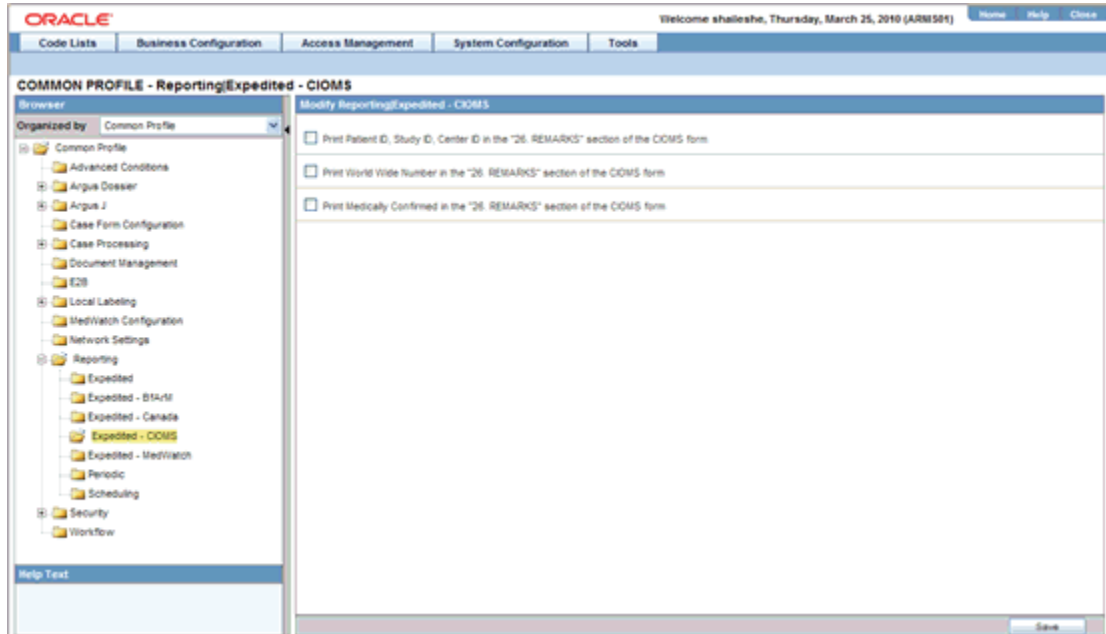 ORACLE
Welcome shaileshe, Thursday, March 25, 2010 (ARMIS01)
Home Help Close
Code Lists Business Configuration Access Management System Configuration Tools
COMMON PROFILE - Reporting|Expedited - CIOMS
Browser
Modify Reporting|Expedited - CIOMS
Organized by Common Profile
Common Profile
Advanced Conditions
Argus Dossier
Argus J
Case Form Configuration
Case Processing
Document Management
E2B
Local Labeling
MedWatch Configuration
Network Settings
Reporting
Expedited
Expedited - BfArM
Expedited - Canada
Expedited - CIOMS
Expedited - MedWatch
Periodic
Scheduling
Security
Workflow
Print Patient ID, Study ID, Center ID in the "26. REMARKS" section of the CIOMS form
Print World Wide Number in the "26. REMARKS" section of the CIOMS form
Print Medically Confirmed in the "26. REMARKS" section of the CIOMS form
Help Text
Save